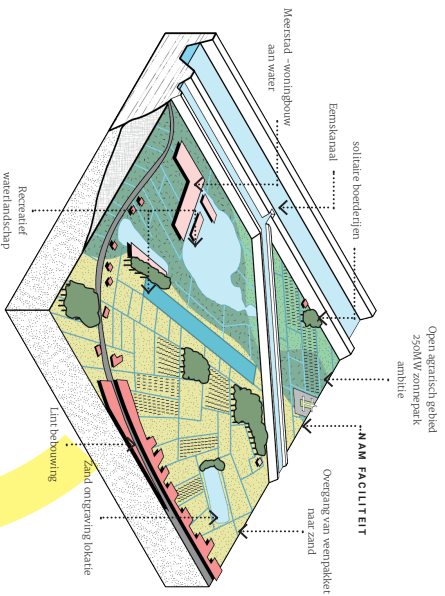 Meerstad -woningbouw
aan water
Eemskanaal
solitaire boerderijen
Open agrarisch gebied
250MW zonnepark
ambitie
NAM FACILITEIT
Overgang van veenpakket
naar zand
Zand ontgraving lokatie
Lint bebouwing
Recreatief
waterlandschap